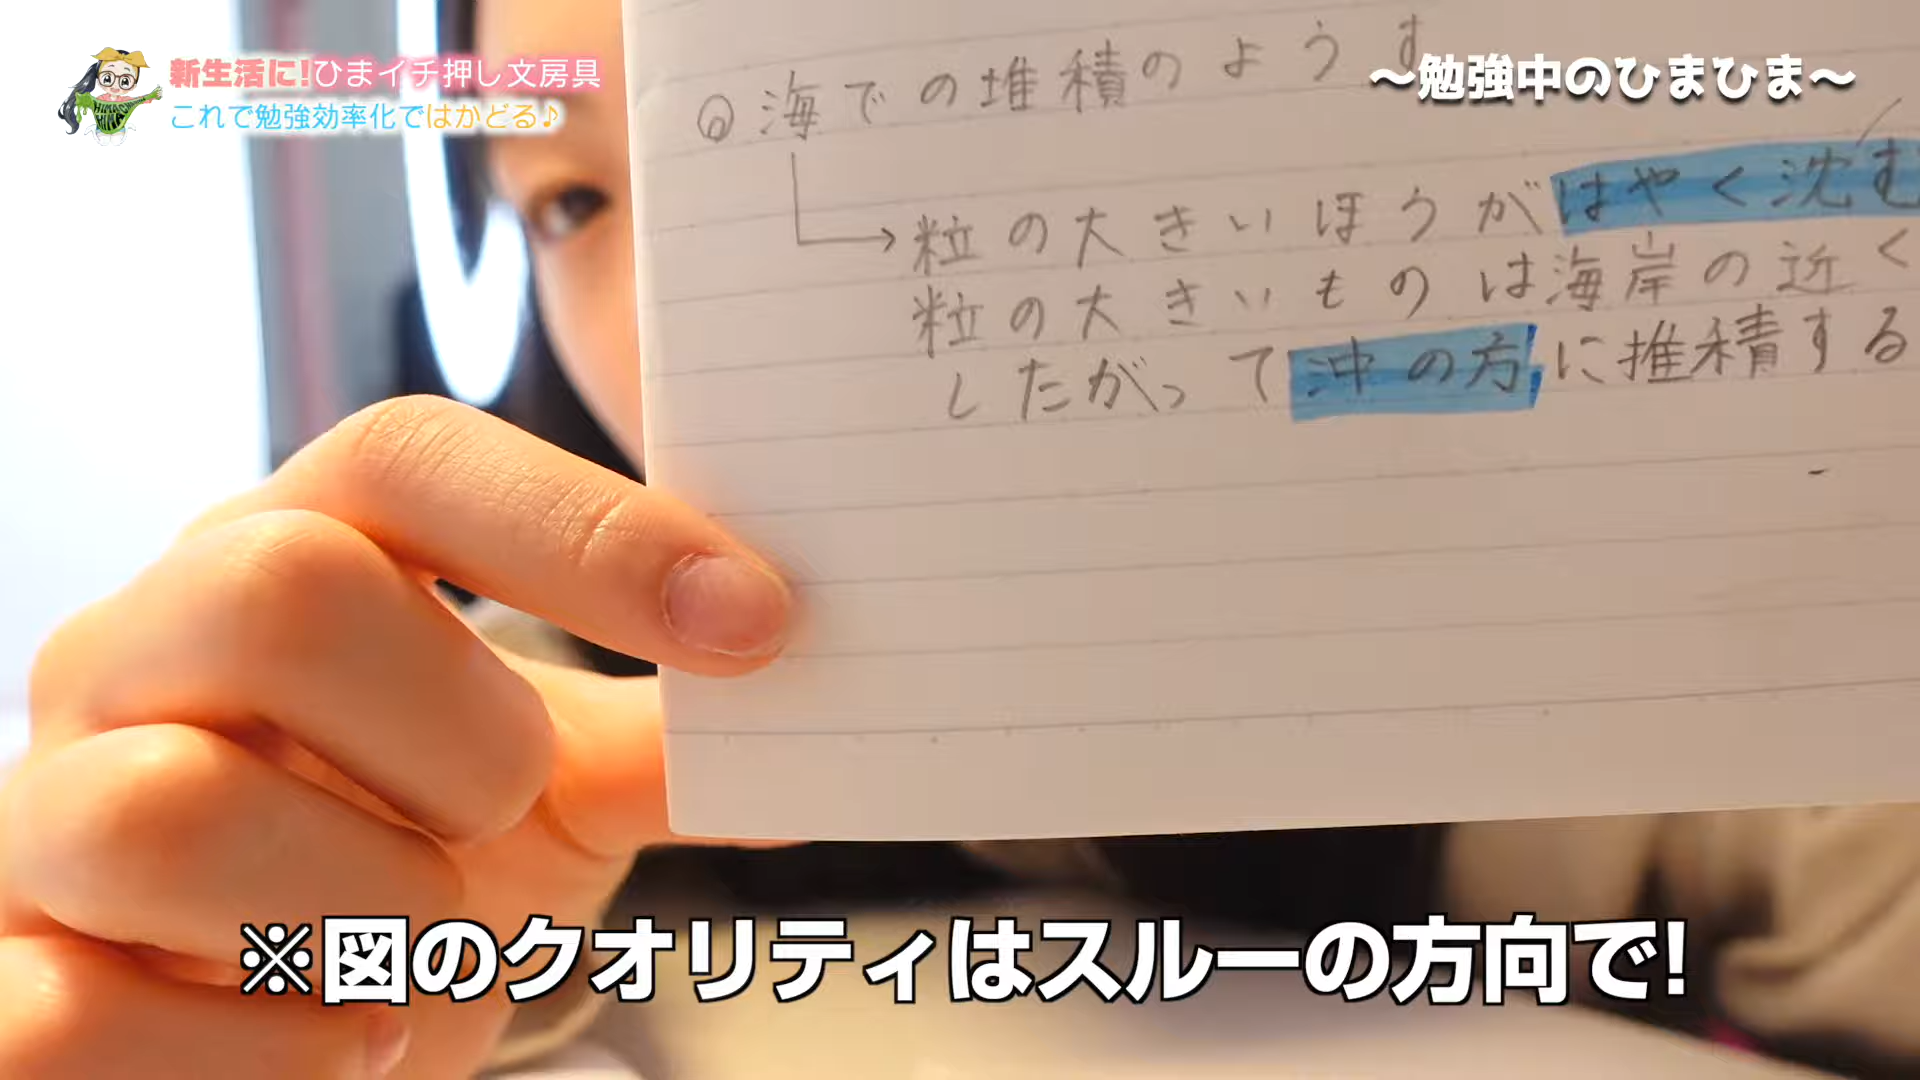 新生活に!ひまイチ押し文房具
これで勉強効率化ではかどる♪
〜勉強中のひまひま〜
海での堆積のようす
粒の大きいほうがはやく沈む
粒の大きいものは海岸の近く
したがって沖の方に推積する
※図のクオリティはスルーの方向で!